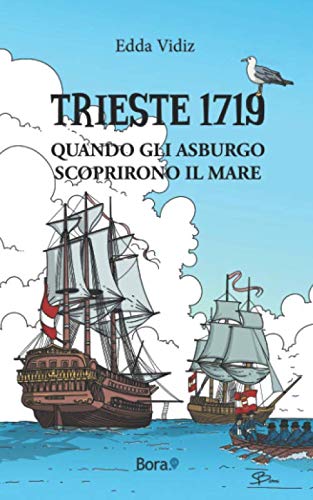 Edda Vidiz
TRIESTE 1719
QUANDO GLI ASBURGO
SCOPRIRONO IL MARE
Bora.